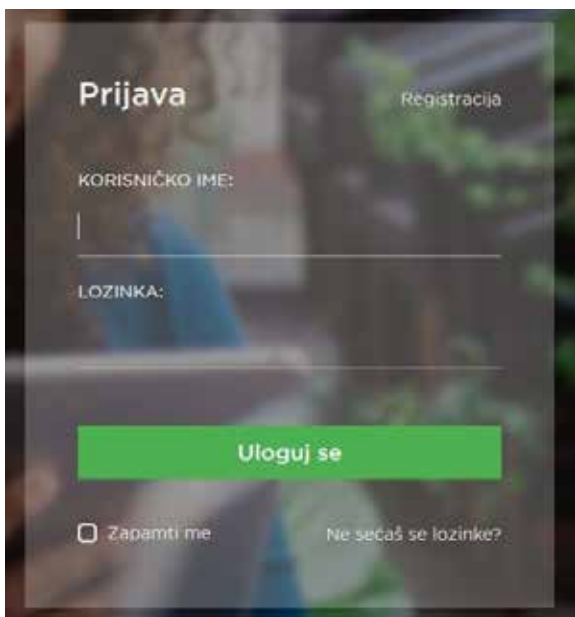 Prijava
Registracija
KORISNIČKO IME:
LOZINKA:
Uloguj se
Zapamti me
Ne sećaš se lozinke?